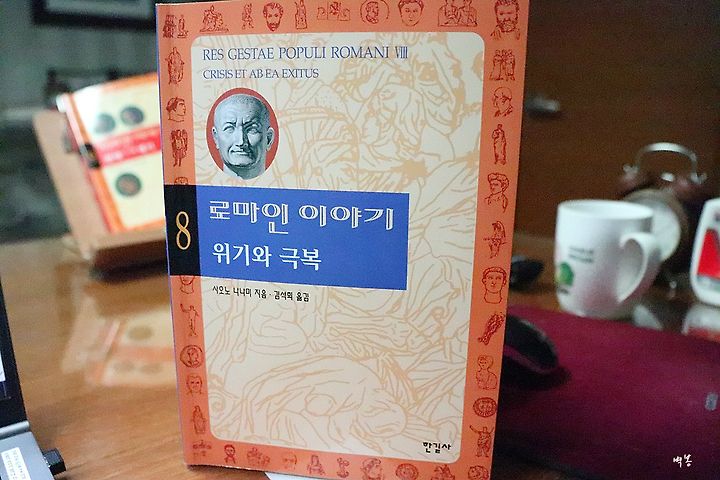 RES GESTAE POPULI ROMANI VIII
CRISIS ET AB EA EXITUS
8
로마인 이야기
위기와 극복
시오노 나나미 지음·김석희 옮김
한길사